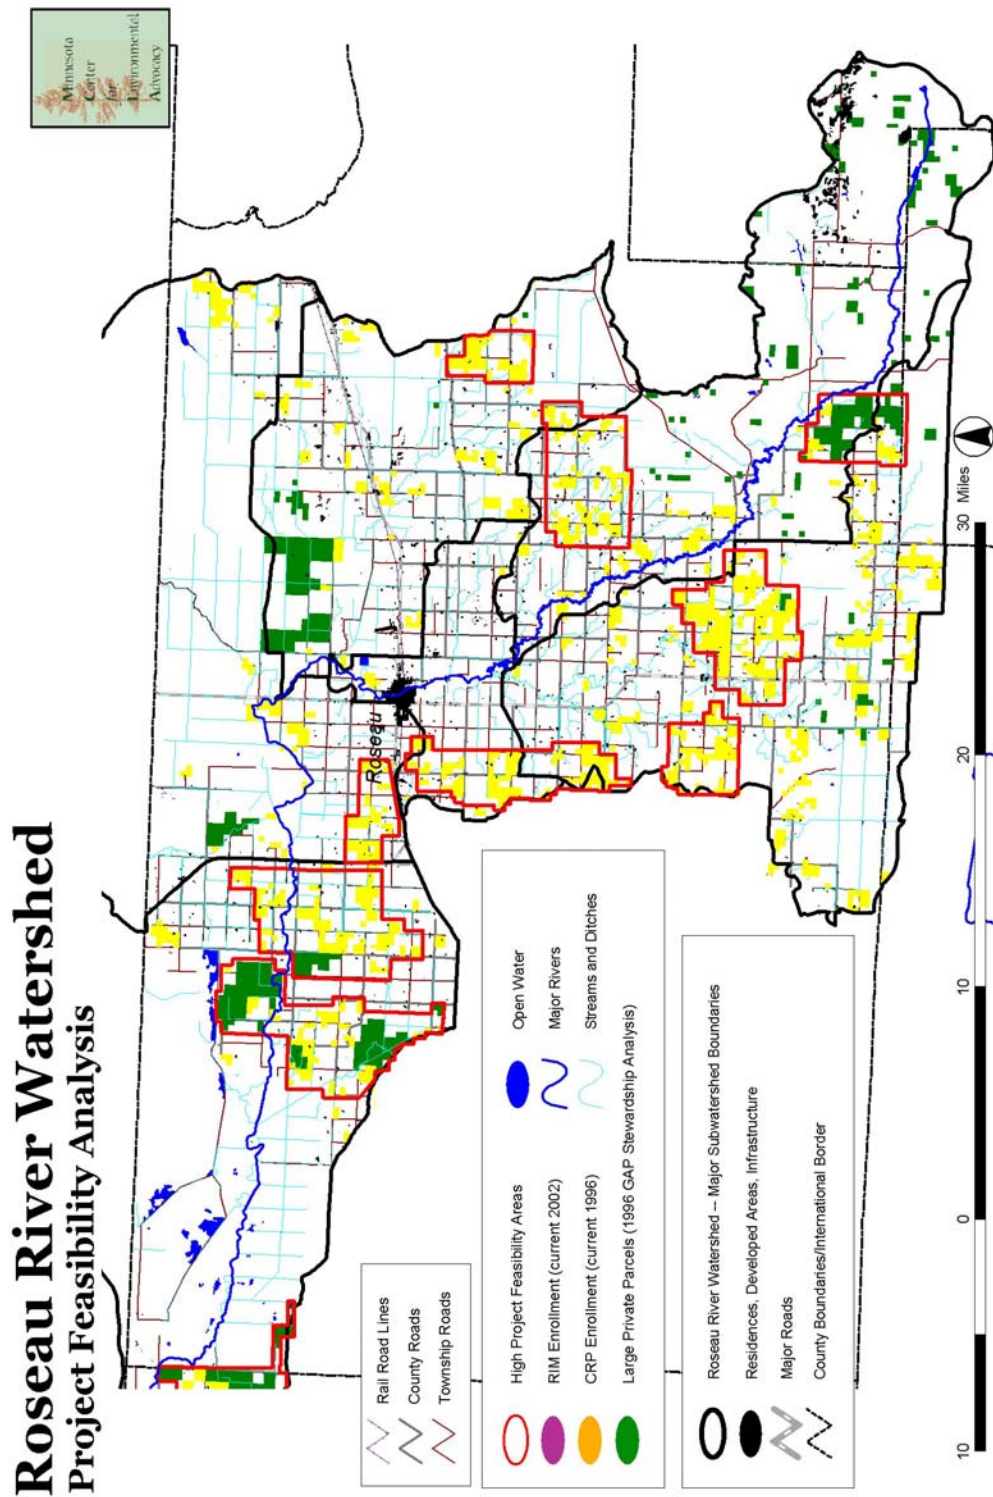 Roseau River Watershed
Project Feasibility Analysis
Minnesota
Center
for
Environmental
Advocacy
Roseau
Rail Road Lines
County Roads
Township Roads
High Project Feasibility Areas
RIM Enrollment (current 2002)
CRP Enrollment (current 1996)
Large Private Parcels (1996 GAP Stewardship Analysis)
Open Water
Major Rivers
Streams and Ditches
Roseau River Watershed -- Major Subwatershed Boundaries
Residences, Developed Areas, Infrastructure
Major Roads
County Boundaries/International Border
10 0 10 20 30 Miles